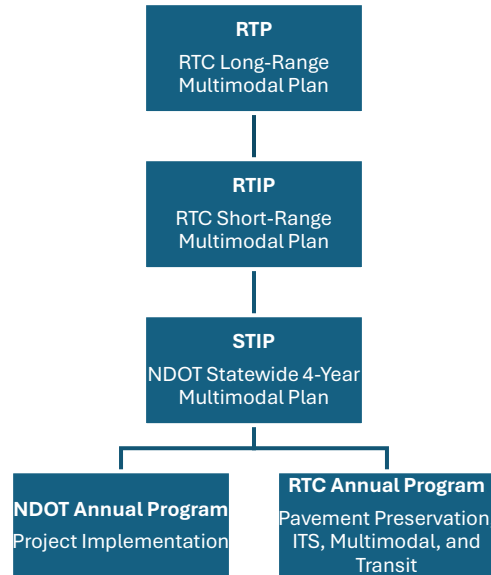 RTP
RTC Long-Range
Multimodal Plan
RTIP
RTC Short-Range
Multimodal Plan
STIP
NDOT Statewide 4-Year
Multimodal Plan
NDOT Annual Program
Project Implementation
RTC Annual Program
Pavement Preservation
ITS, Multimodal, and
Transit